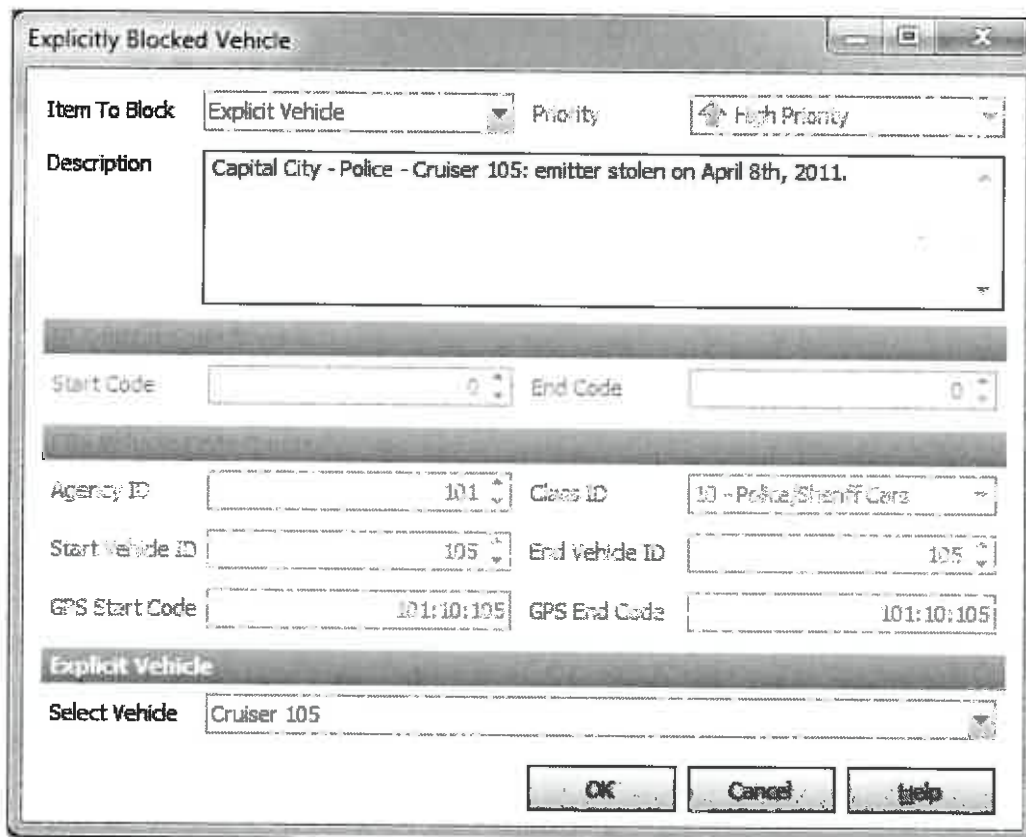 Explicitly Blocked Vehicle
Item To Block Explicit Vehicle Priority High Priority
Description Capital City - Police - Cruiser 105: emitter stolen on April 8th, 2011.
Start Code 0 End Code 0
Agency ID 101 Class ID 10 - Police/Sheriff Cars
Start Vehicle ID 105 End Vehicle ID 105
GPS Start Code 101:10:105 GPS End Code 101:10:105
Explicit Vehicle
Select Vehicle Cruiser 105
OK Cancel Help